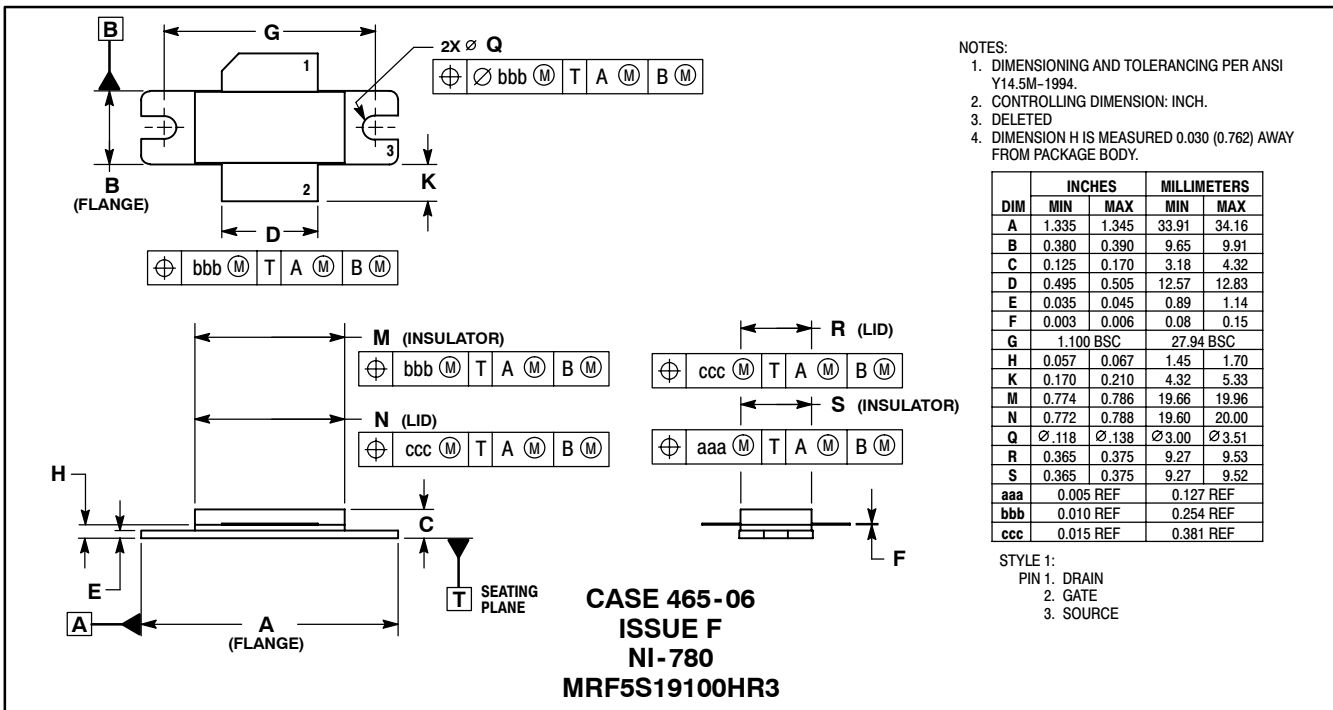 B
G
2X Ø Q
⌖ Ø bbb Ⓜ T A Ⓜ B Ⓜ
1
3
2
B
(FLANGE)
K
D
⌖ bbb Ⓜ T A Ⓜ B Ⓜ
M (INSULATOR)
⌖ bbb Ⓜ T A Ⓜ B Ⓜ
N (LID)
⌖ ccc Ⓜ T A Ⓜ B Ⓜ
R (LID)
⌖ ccc Ⓜ T A Ⓜ B Ⓜ
S (INSULATOR)
⌖ aaa Ⓜ T A Ⓜ B Ⓜ
H
C
E
F
T SEATING
PLANE
A
A
(FLANGE)
CASE 465-06
ISSUE F
NI-780
MRF5S19100HR3
NOTES:
1. DIMENSIONING AND TOLERANCING PER ANSI
Y14.5M-1994.
2. CONTROLLING DIMENSION: INCH.
3. DELETED
4. DIMENSION H IS MEASURED 0.030 (0.762) AWAY
FROM PACKAGE BODY.
INCHES MILLIMETERS
DIM MIN MAX MIN MAX
A 1.335 1.345 33.91 34.16
B 0.380 0.390 9.65 9.91
C 0.125 0.170 3.18 4.32
D 0.495 0.505 12.57 12.83
E 0.035 0.045 0.89 1.14
F 0.003 0.006 0.08 0.15
G 1.100 BSC 27.94 BSC
H 0.057 0.067 1.45 1.70
K 0.170 0.210 4.32 5.33
M 0.774 0.786 19.66 19.96
N 0.772 0.788 19.60 20.00
Q Ø.118 Ø.138 Ø3.00 Ø3.51
R 0.365 0.375 9.27 9.53
S 0.365 0.375 9.27 9.52
aaa 0.005 REF 0.127 REF
bbb 0.010 REF 0.254 REF
ccc 0.015 REF 0.381 REF
STYLE 1:
PIN 1. DRAIN
2. GATE
3. SOURCE